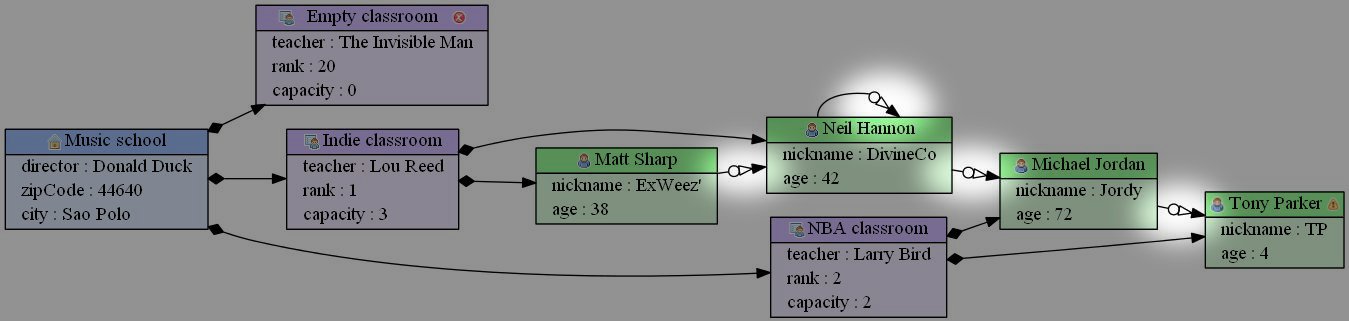 Empty classroom
teacher : The Invisible Man
rank : 20
capacity : 0
Music school
director : Donald Duck
zipCode : 44640
city : Sao Polo
Indie classroom
teacher : Lou Reed
rank : 1
capacity : 3
Matt Sharp
nickname : ExWeez'
age : 38
Neil Hannon
nickname : DivineCo
age : 42
NBA classroom
teacher : Larry Bird
rank : 2
capacity : 2
Michael Jordan
nickname : Jordy
age : 72
Tony Parker
nickname : TP
age : 4